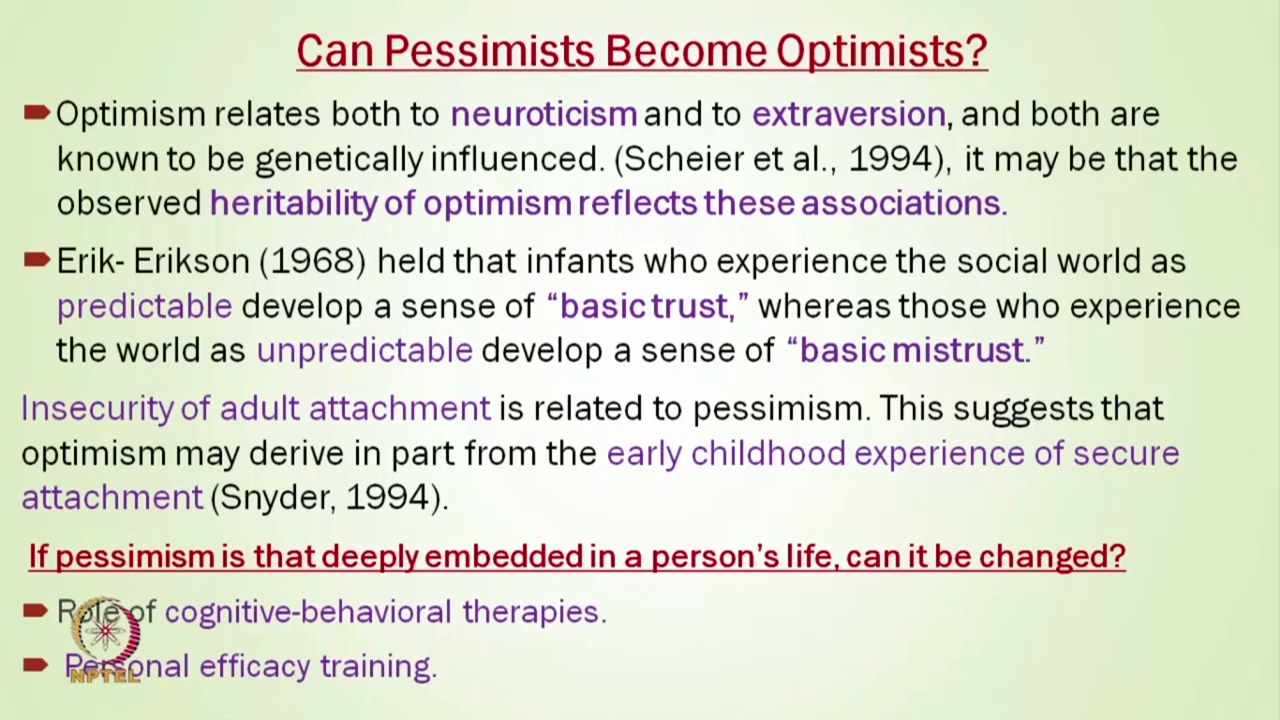 Can Pessimists Become Optimists?
Optimism relates both to neuroticism and to extraversion, and both are
known to be genetically influenced. (Scheier et al., 1994), it may be that the
observed heritability of optimism reflects these associations.
Erik- Erikson (1968) held that infants who experience the social world as
predictable develop a sense of “basic trust,” whereas those who experience
the world as unpredictable develop a sense of “basic mistrust.”
Insecurity of adult attachment is related to pessimism. This suggests that
optimism may derive in part from the early childhood experience of secure
attachment (Snyder, 1994).
If pessimism is that deeply embedded in a person’s life, can it be changed?
Role of cognitive-behavioral therapies.
Personal efficacy training.
NPTEL